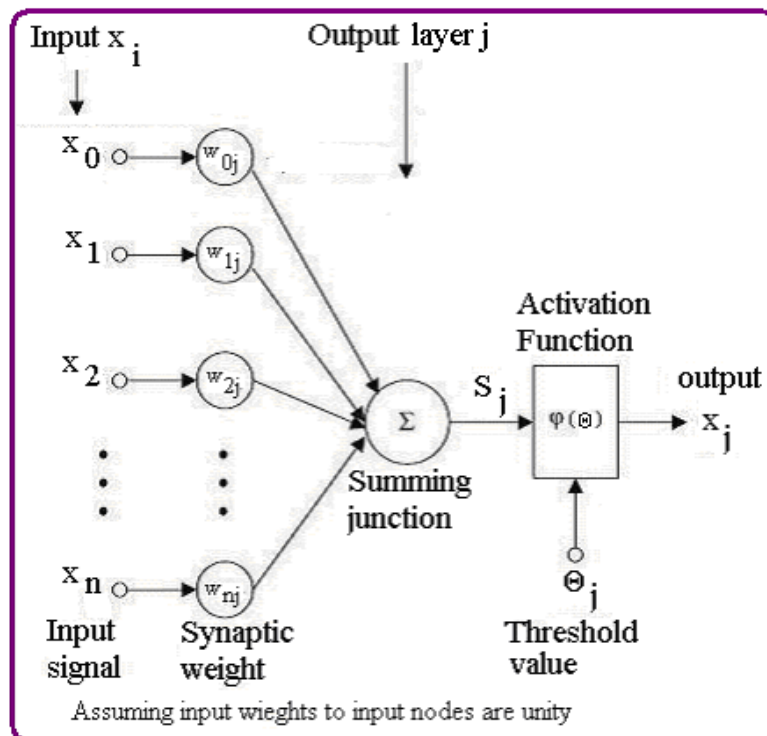 Input x i
Output layer j
x 0
w 0j
x 1
w 1j
Activation
Function
x 2
w 2j
S j
output
Σ
φ(Θ)
x j
Summing
junction
x n
w nj
Θ j
Input
signal
Synaptic
weight
Threshold
value
Assuming input wieghts to input nodes are unity